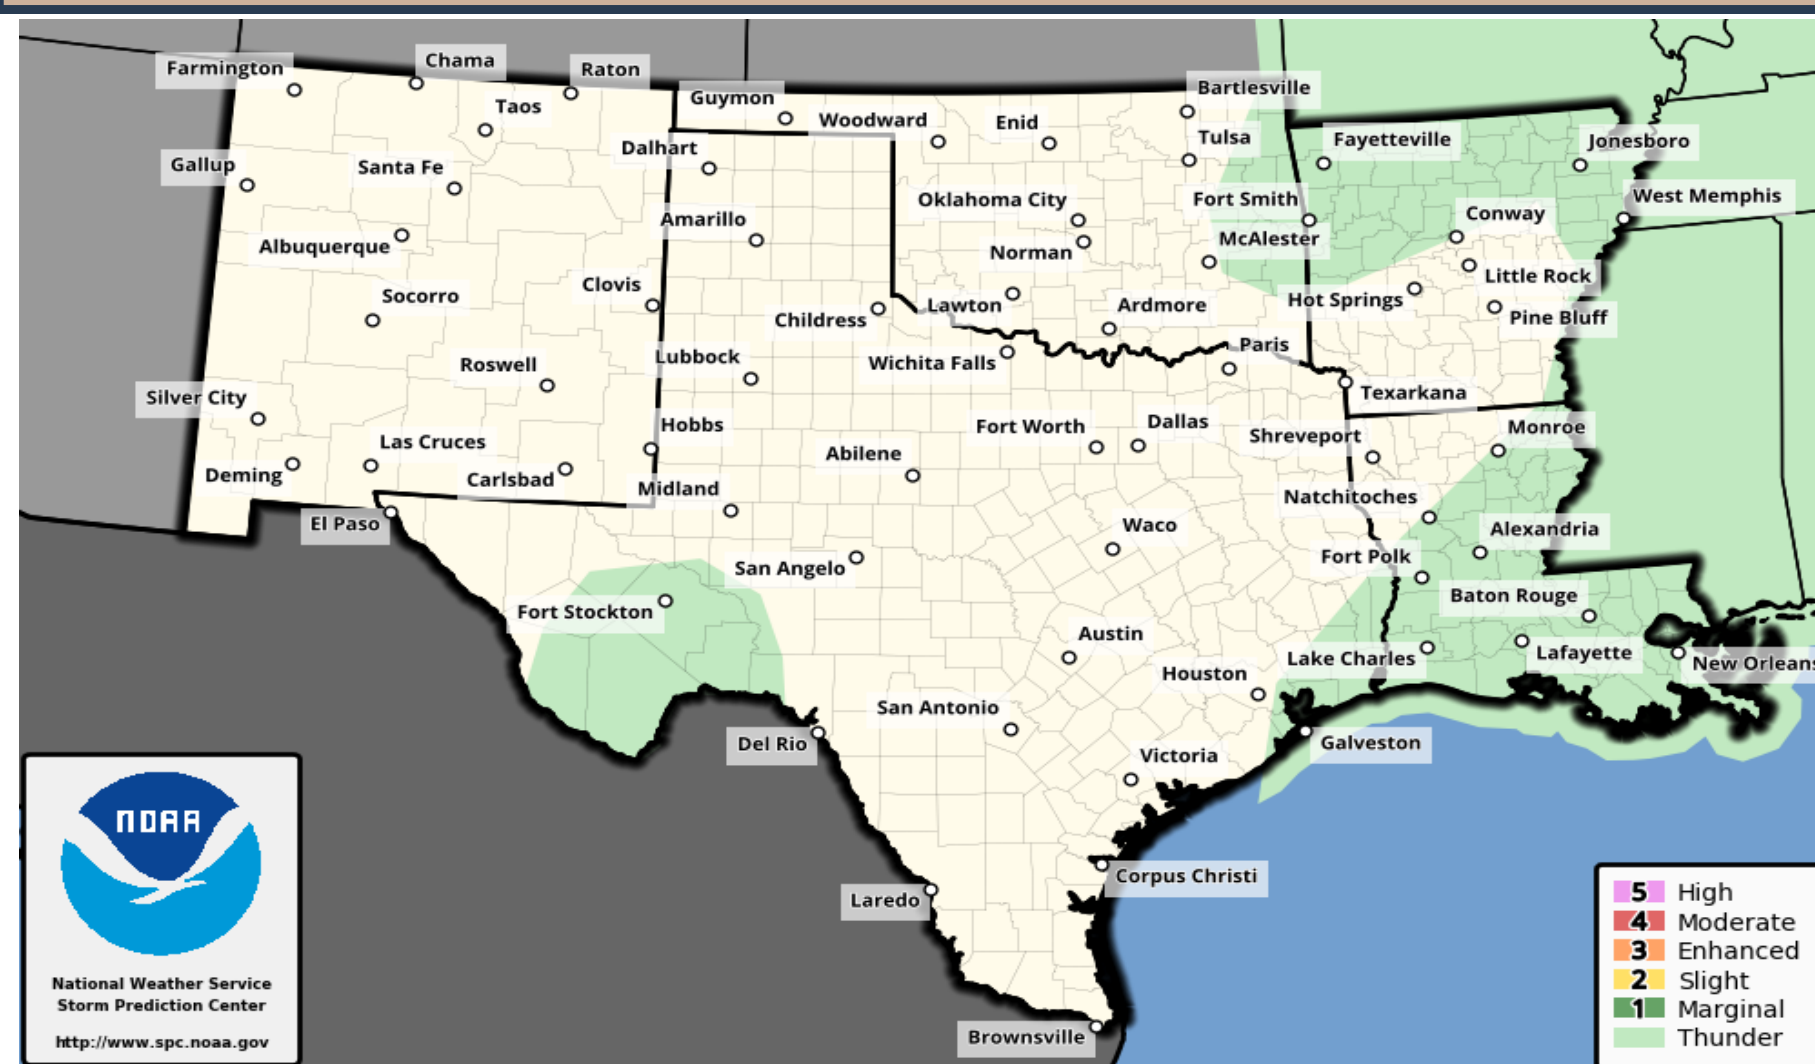 Farmington
Chama
Raton
Guymon
Bartlesville
Taos
Woodward
Enid
Tulsa
Fayetteville
Jonesboro
Gallup
Santa Fe
Dalhart
Oklahoma City
Fort Smith
West Memphis
Albuquerque
Amarillo
Norman
McAlester
Conway
Socorro
Clovis
Childress
Lawton
Ardmore
Hot Springs
Little Rock
Pine Bluff
Roswell
Lubbock
Wichita Falls
Paris
Texarkana
Silver City
Las Cruces
Hobbs
Abilene
Fort Worth
Dallas
Shreveport
Monroe
Deming
Carlsbad
Midland
Natchitoches
El Paso
San Angelo
Waco
Fort Polk
Alexandria
Fort Stockton
Austin
Baton Rouge
Houston
Lake Charles
Lafayette
New Orleans
Del Rio
San Antonio
Victoria
Galveston
Laredo
Corpus Christi
Brownsville
NOAA
National Weather Service
Storm Prediction Center
http://www.spc.noaa.gov
5 High
4 Moderate
3 Enhanced
2 Slight
1 Marginal
Thunder